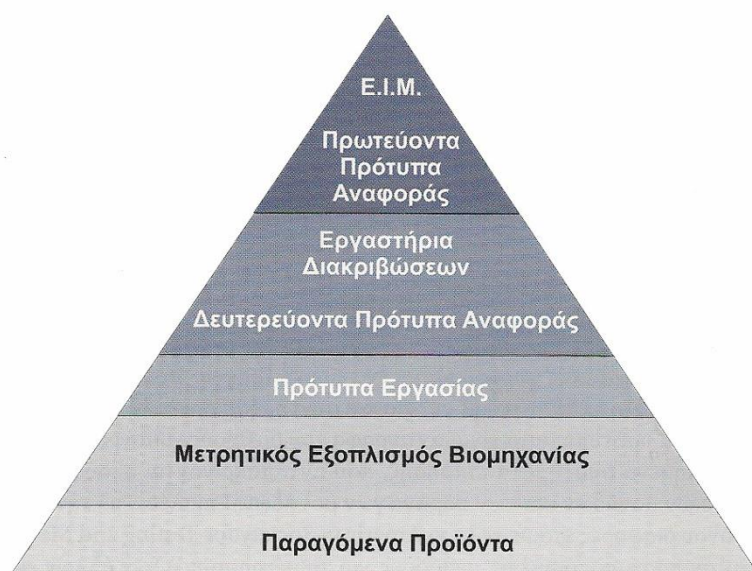 Ε.Ι.Μ.
Πρωτεύοντα
Πρότυπα
Αναφοράς
Εργαστήρια
Διακριβώσεων
Δευτερεύοντα Πρότυπα Αναφοράς
Πρότυπα Εργασίας
Μετρητικός Εξοπλισμός Βιομηχανίας
Παραγόμενα Προϊόντα